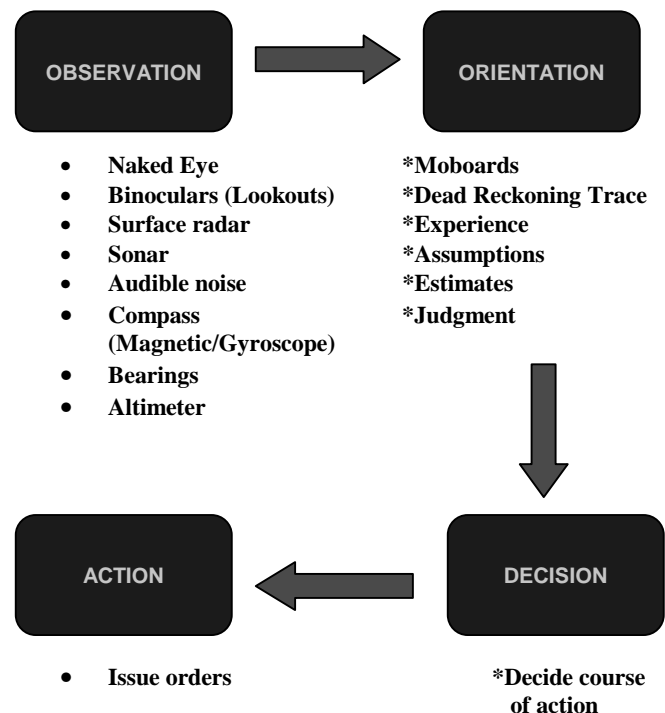 OBSERVATION
ORIENTATION
• Naked Eye
• Binoculars (Lookouts)
• Surface radar
• Sonar
• Audible noise
• Compass
(Magnetic/Gyroscope)
• Bearings
• Altimeter
*Moboards
*Dead Reckoning Trace
*Experience
*Assumptions
*Estimates
*Judgment
ACTION
DECISION
• Issue orders
*Decide course
of action